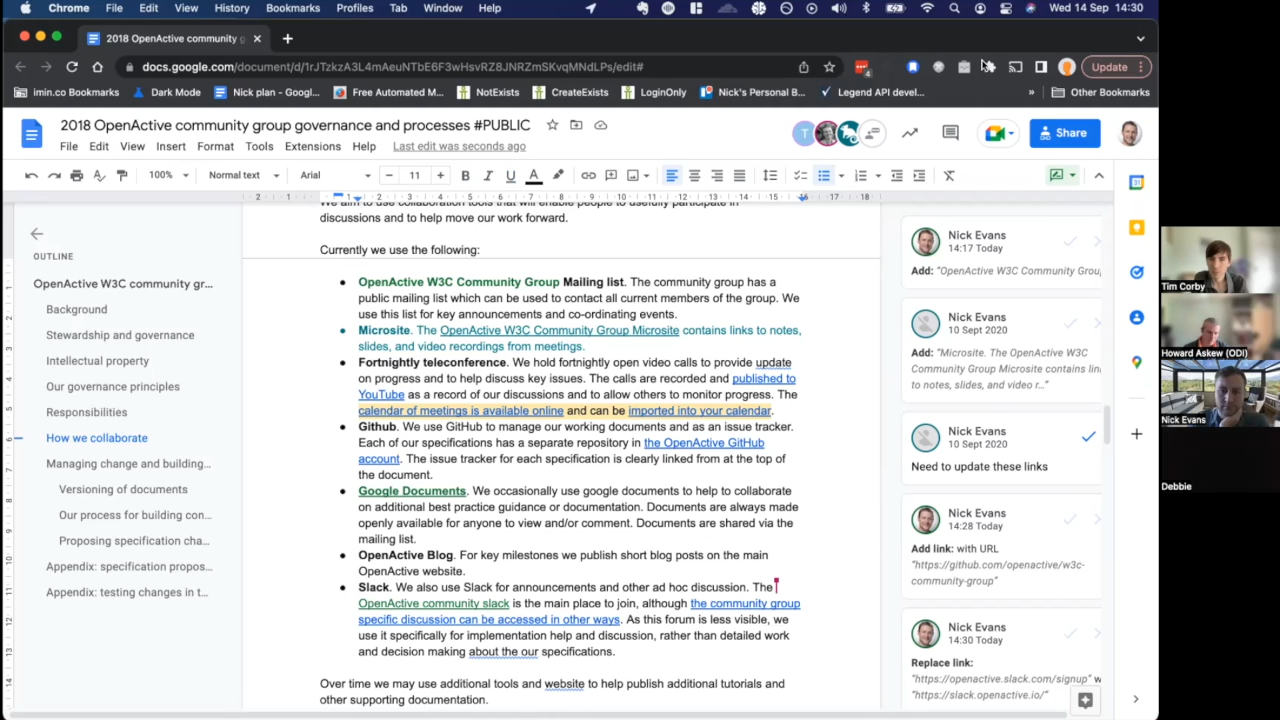 Chrome File Edit View History Bookmarks Profiles Tab Window Help Wed 14 Sep 14:30
2018 OpenActive community g
docs.google.com/document/d/1rJTzkzA3L4mAeuNTbE6F3wHsvRZ8JNRZmSKvqMNdLPs/edit#
4
Update
imin.co Bookmarks Dark Mode Nick plan - Googl... Free Automated M... NotExists CreateExists LoginOnly Nick's Personal B... Legend API devel... » Other Bookmarks
2018 OpenActive community group governance and processes #PUBLIC
File Edit View Insert Format Tools Extensions Help Last edit was seconds ago
T
Share
100% Normal text Arial 11
2 1 1 2 3 4 5 6 7 8 9 10 11 12 13 14 15 16 17 18
OUTLINE
OpenActive W3C community gr...
Background
Stewardship and governance
Intellectual property
Our governance principles
Responsibilities
How we collaborate
Managing change and building...
Versioning of documents
Our process for building con...
Proposing specification cha...
Appendix: specification propos...
Appendix: testing changes in t...
We aim to use collaboration tools that will enable people to usefully participate in
discussions and to help move our work forward.
Currently we use the following:
● OpenActive W3C Community Group Mailing list. The community group has a
public mailing list which can be used to contact all current members of the group. We
use this list for key announcements and co-ordinating events.
● Microsite. The OpenActive W3C Community Group Microsite contains links to notes,
slides, and video recordings from meetings.
● Fortnightly teleconference. We hold fortnightly open video calls to provide update
on progress and to help discuss key issues. The calls are recorded and published to
YouTube as a record of our discussions and to allow others to monitor progress. The
calendar of meetings is available online and can be imported into your calendar.
● Github. We use GitHub to manage our working documents and as an issue tracker.
Each of our specifications has a separate repository in the OpenActive GitHub
account. The issue tracker for each specification is clearly linked from at the top of
the document.
● Google Documents. We occasionally use google documents to help to collaborate
on additional best practice guidance or documentation. Documents are always made
openly available for anyone to view and/or comment. Documents are shared via the
mailing list.
● OpenActive Blog. For key milestones we publish short blog posts on the main
OpenActive website.
● Slack. We also use Slack for announcements and other ad hoc discussion. The
OpenActive community slack is the main place to join, although the community group
specific discussion can be accessed in other ways. As this forum is less visible, we
use it specifically for implementation help and discussion, rather than detailed work
and decision making about the our specifications.
Over time we may use additional tools and website to help publish additional tutorials and
other supporting documentation.
Nick Evans
14:17 Today
Add: "OpenActive W3C Community Grou
Nick Evans
10 Sept 2020
Add: "Microsite. The OpenActive W3C
Community Group Microsite contains lin
to notes, slides, and video r..."
Nick Evans
10 Sept 2020
Need to update these links
Nick Evans
14:28 Today
Add link: with URL
"https://github.com/openactive/w3c-
community-group"
Nick Evans
14:30 Today
Replace link:
"https://openactive.slack.com/signup" w
"https://slack.openactive.io/"
Tim Corby
Howard Askew (ODI)
Nick Evans
Debbie